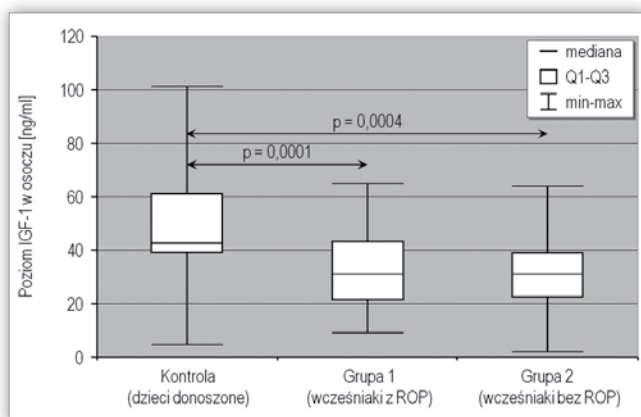 Poziom IGF-1 w osoczu [ng/ml]
120
100
80
60
40
20
0
mediana
Q1-Q3
min-max
p = 0,0004
p = 0,0001
Kontrola
(dzieci donoszone)
Grupa 1
(wcześniaki z ROP)
Grupa 2
(wcześniaki bez ROP)